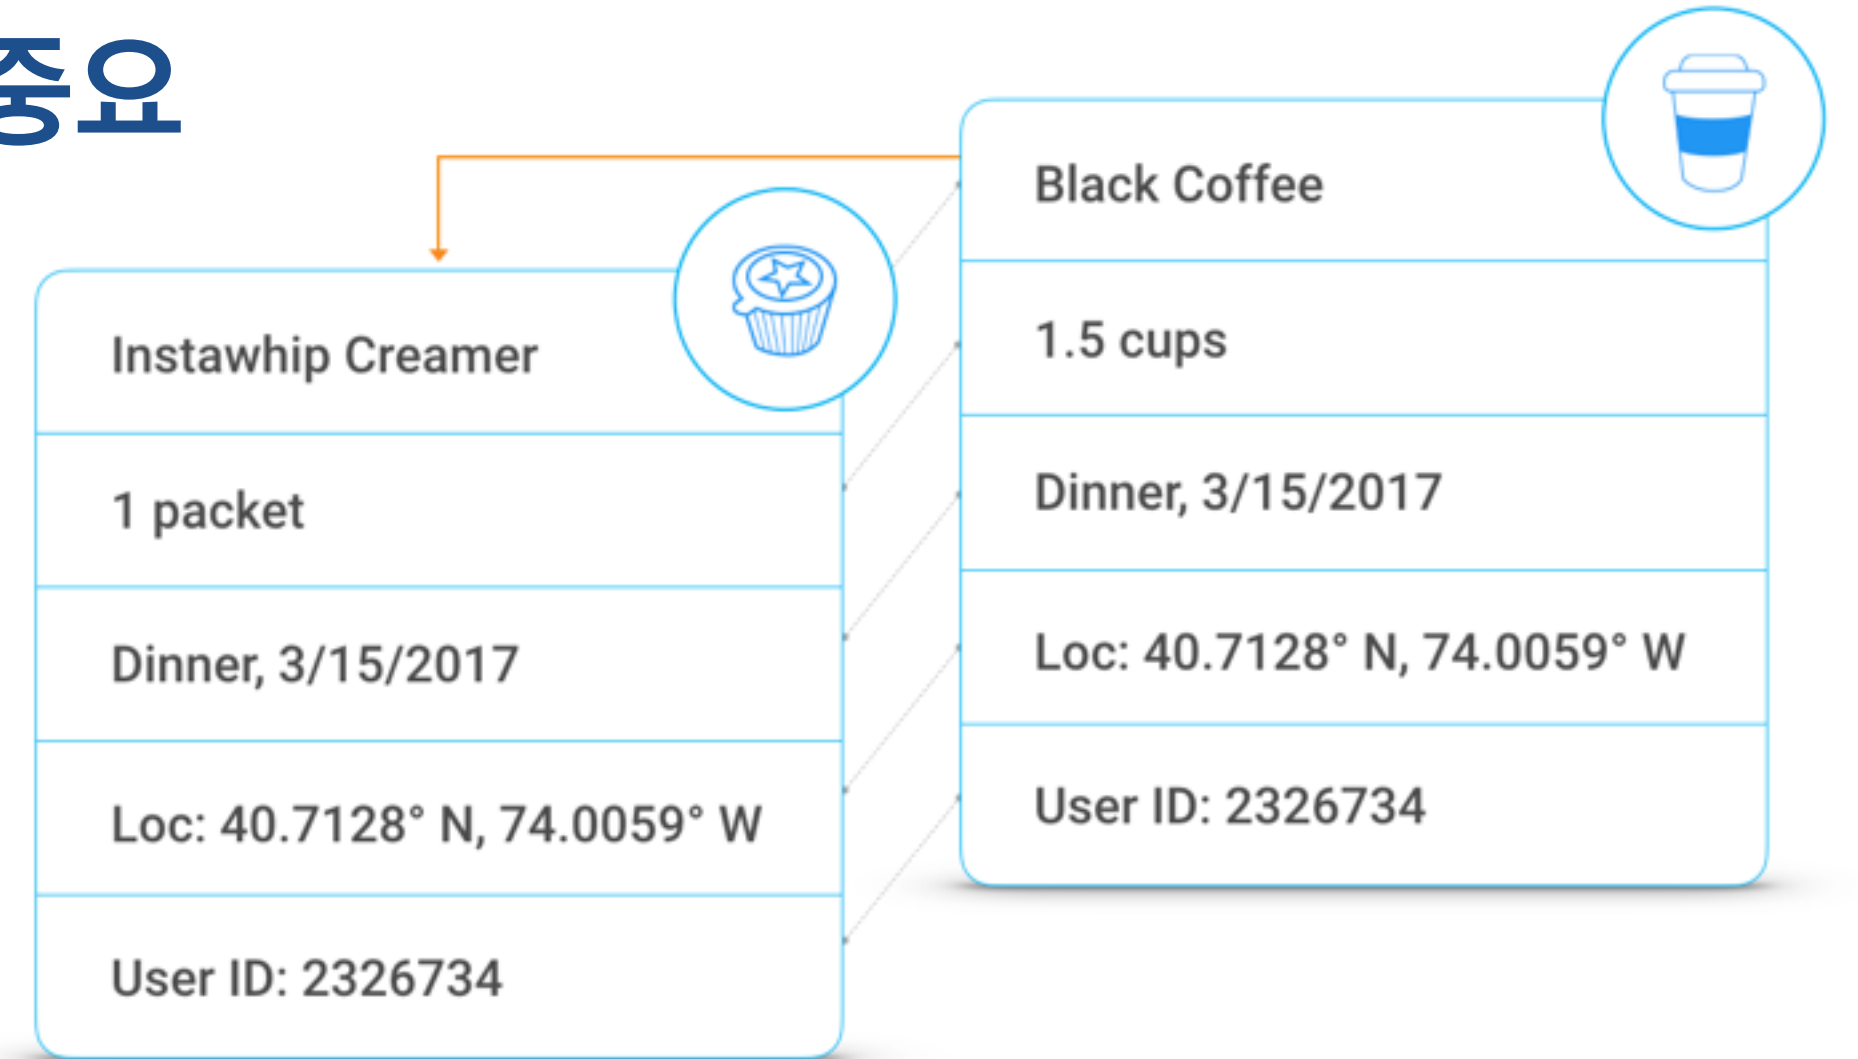 중요
Instawhip Creamer
1 packet
Dinner, 3/15/2017
Loc: 40.7128° N, 74.0059° W
User ID: 2326734
Black Coffee
1.5 cups
Dinner, 3/15/2017
Loc: 40.7128° N, 74.0059° W
User ID: 2326734